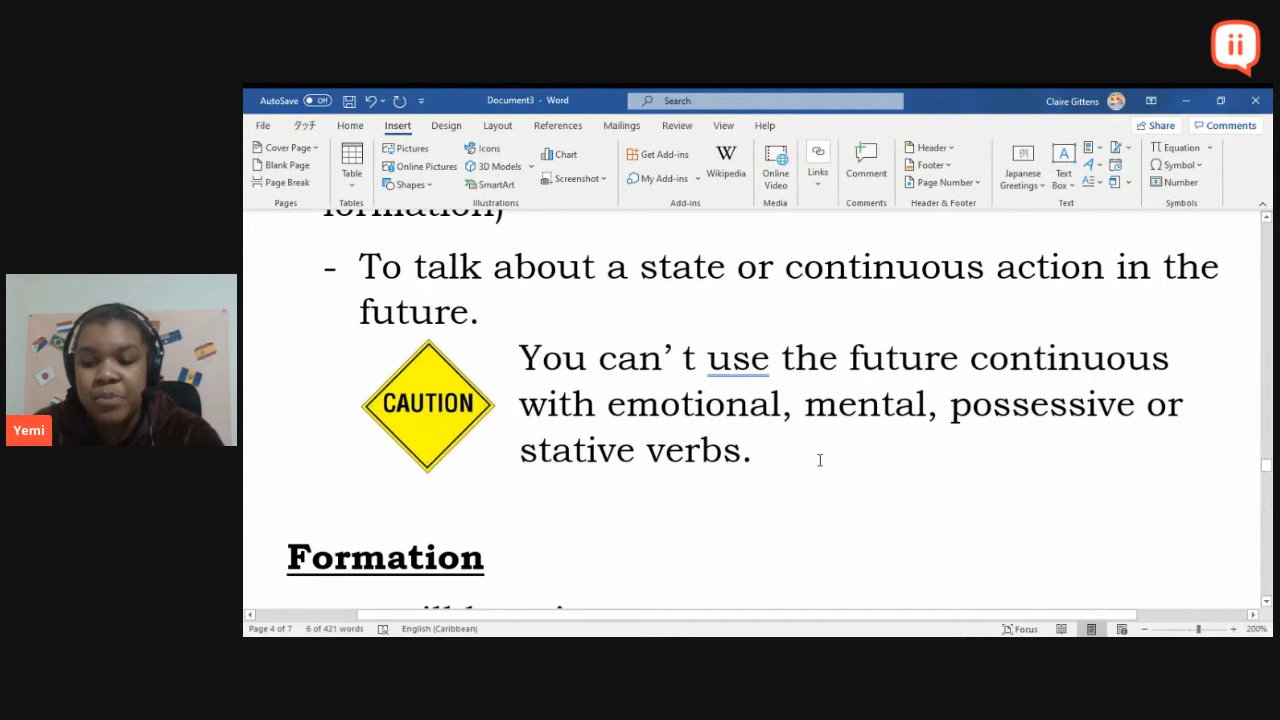 ii
AutoSave Off Document3 - Word Search Claire Gittens
File タッチ Home Insert Design Layout References Mailings Review View Help Share Comments
Cover Page
Blank Page
Page Break
Pages
Table
Tables
Pictures
Online Pictures
Shapes
Icons
3D Models
SmartArt
Chart
Screenshot
Illustrations
Get Add-ins
My Add-ins
Wikipedia
Add-ins
Online
Video
Media
Links
Comment
Comments
Header
Footer
Page Number
Header & Footer
Japanese
Greetings
Text
Box
Text
Equation
Symbol
Number
Symbols
formation)
- To talk about a state or continuous action in the
future.
CAUTION
You can' t use the future continuous
with emotional, mental, possessive or
stative verbs.
Formation
Yemi
Page 4 of 7 6 of 421 words English (Caribbean) Focus 200%